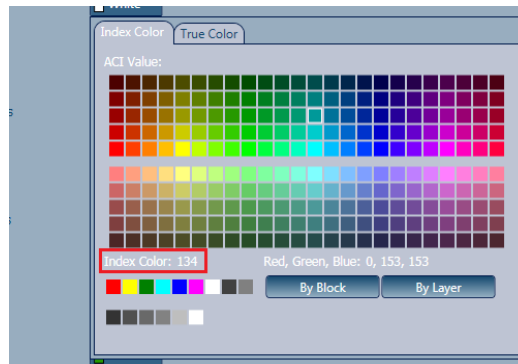 White
Index Color True Color
ACI Value:
s
s
Index Color: 134 Red, Green, Blue: 0, 153, 153
By Block By Layer